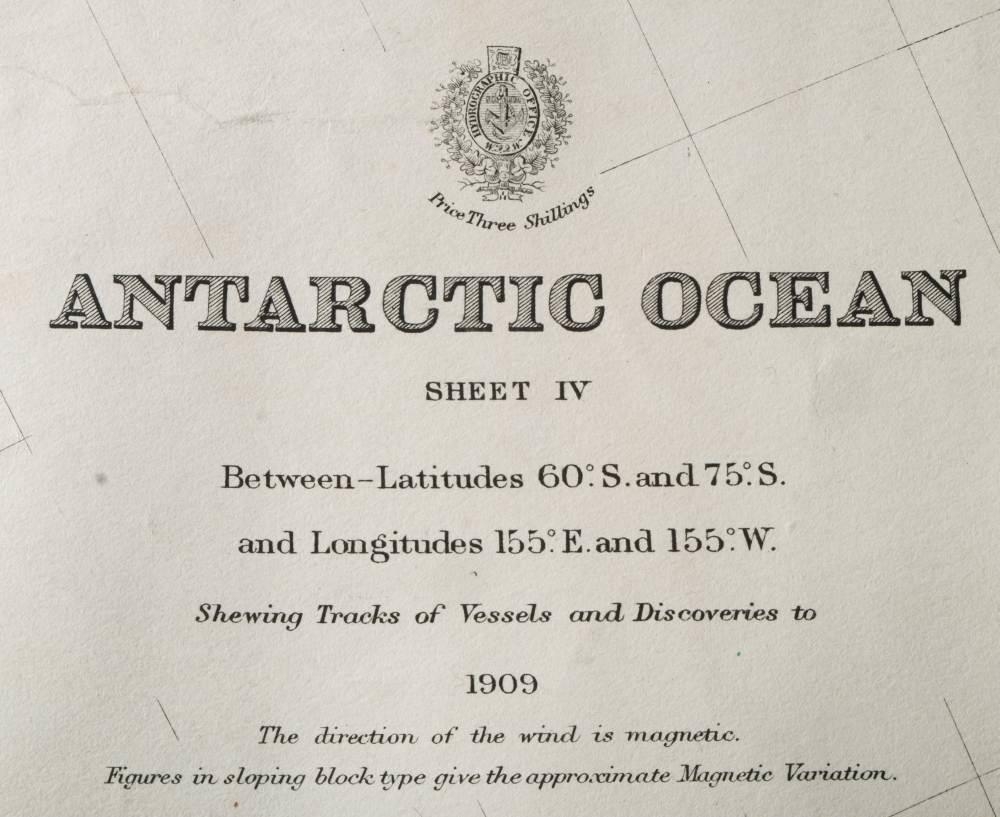 HYDROGRAPHIC OFFICE
Price Three Shillings
ANTARCTIC OCEAN
SHEET IV
Between-Latitudes 60° S. and 75° S.
and Longitudes 155° E. and 155° W.
Shewing Tracks of Vessels and Discoveries to
1909
The direction of the wind is magnetic.
Figures in sloping block type give the approximate Magnetic Variation.